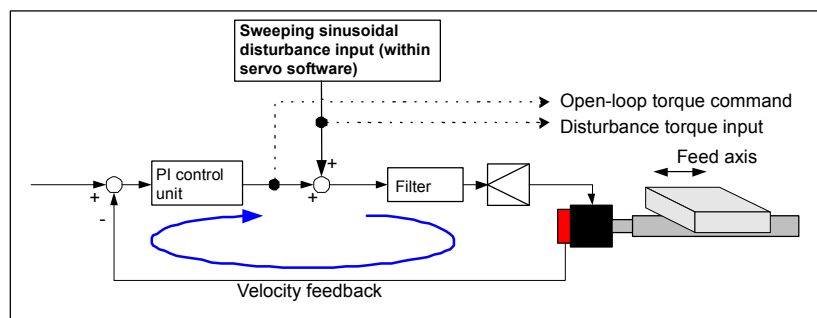 Sweeping sinusoidal
disturbance input (within
servo software)
Open-loop torque command
Disturbance torque input
Feed axis
PI control
unit
+
+
Filter
+
-
Velocity feedback